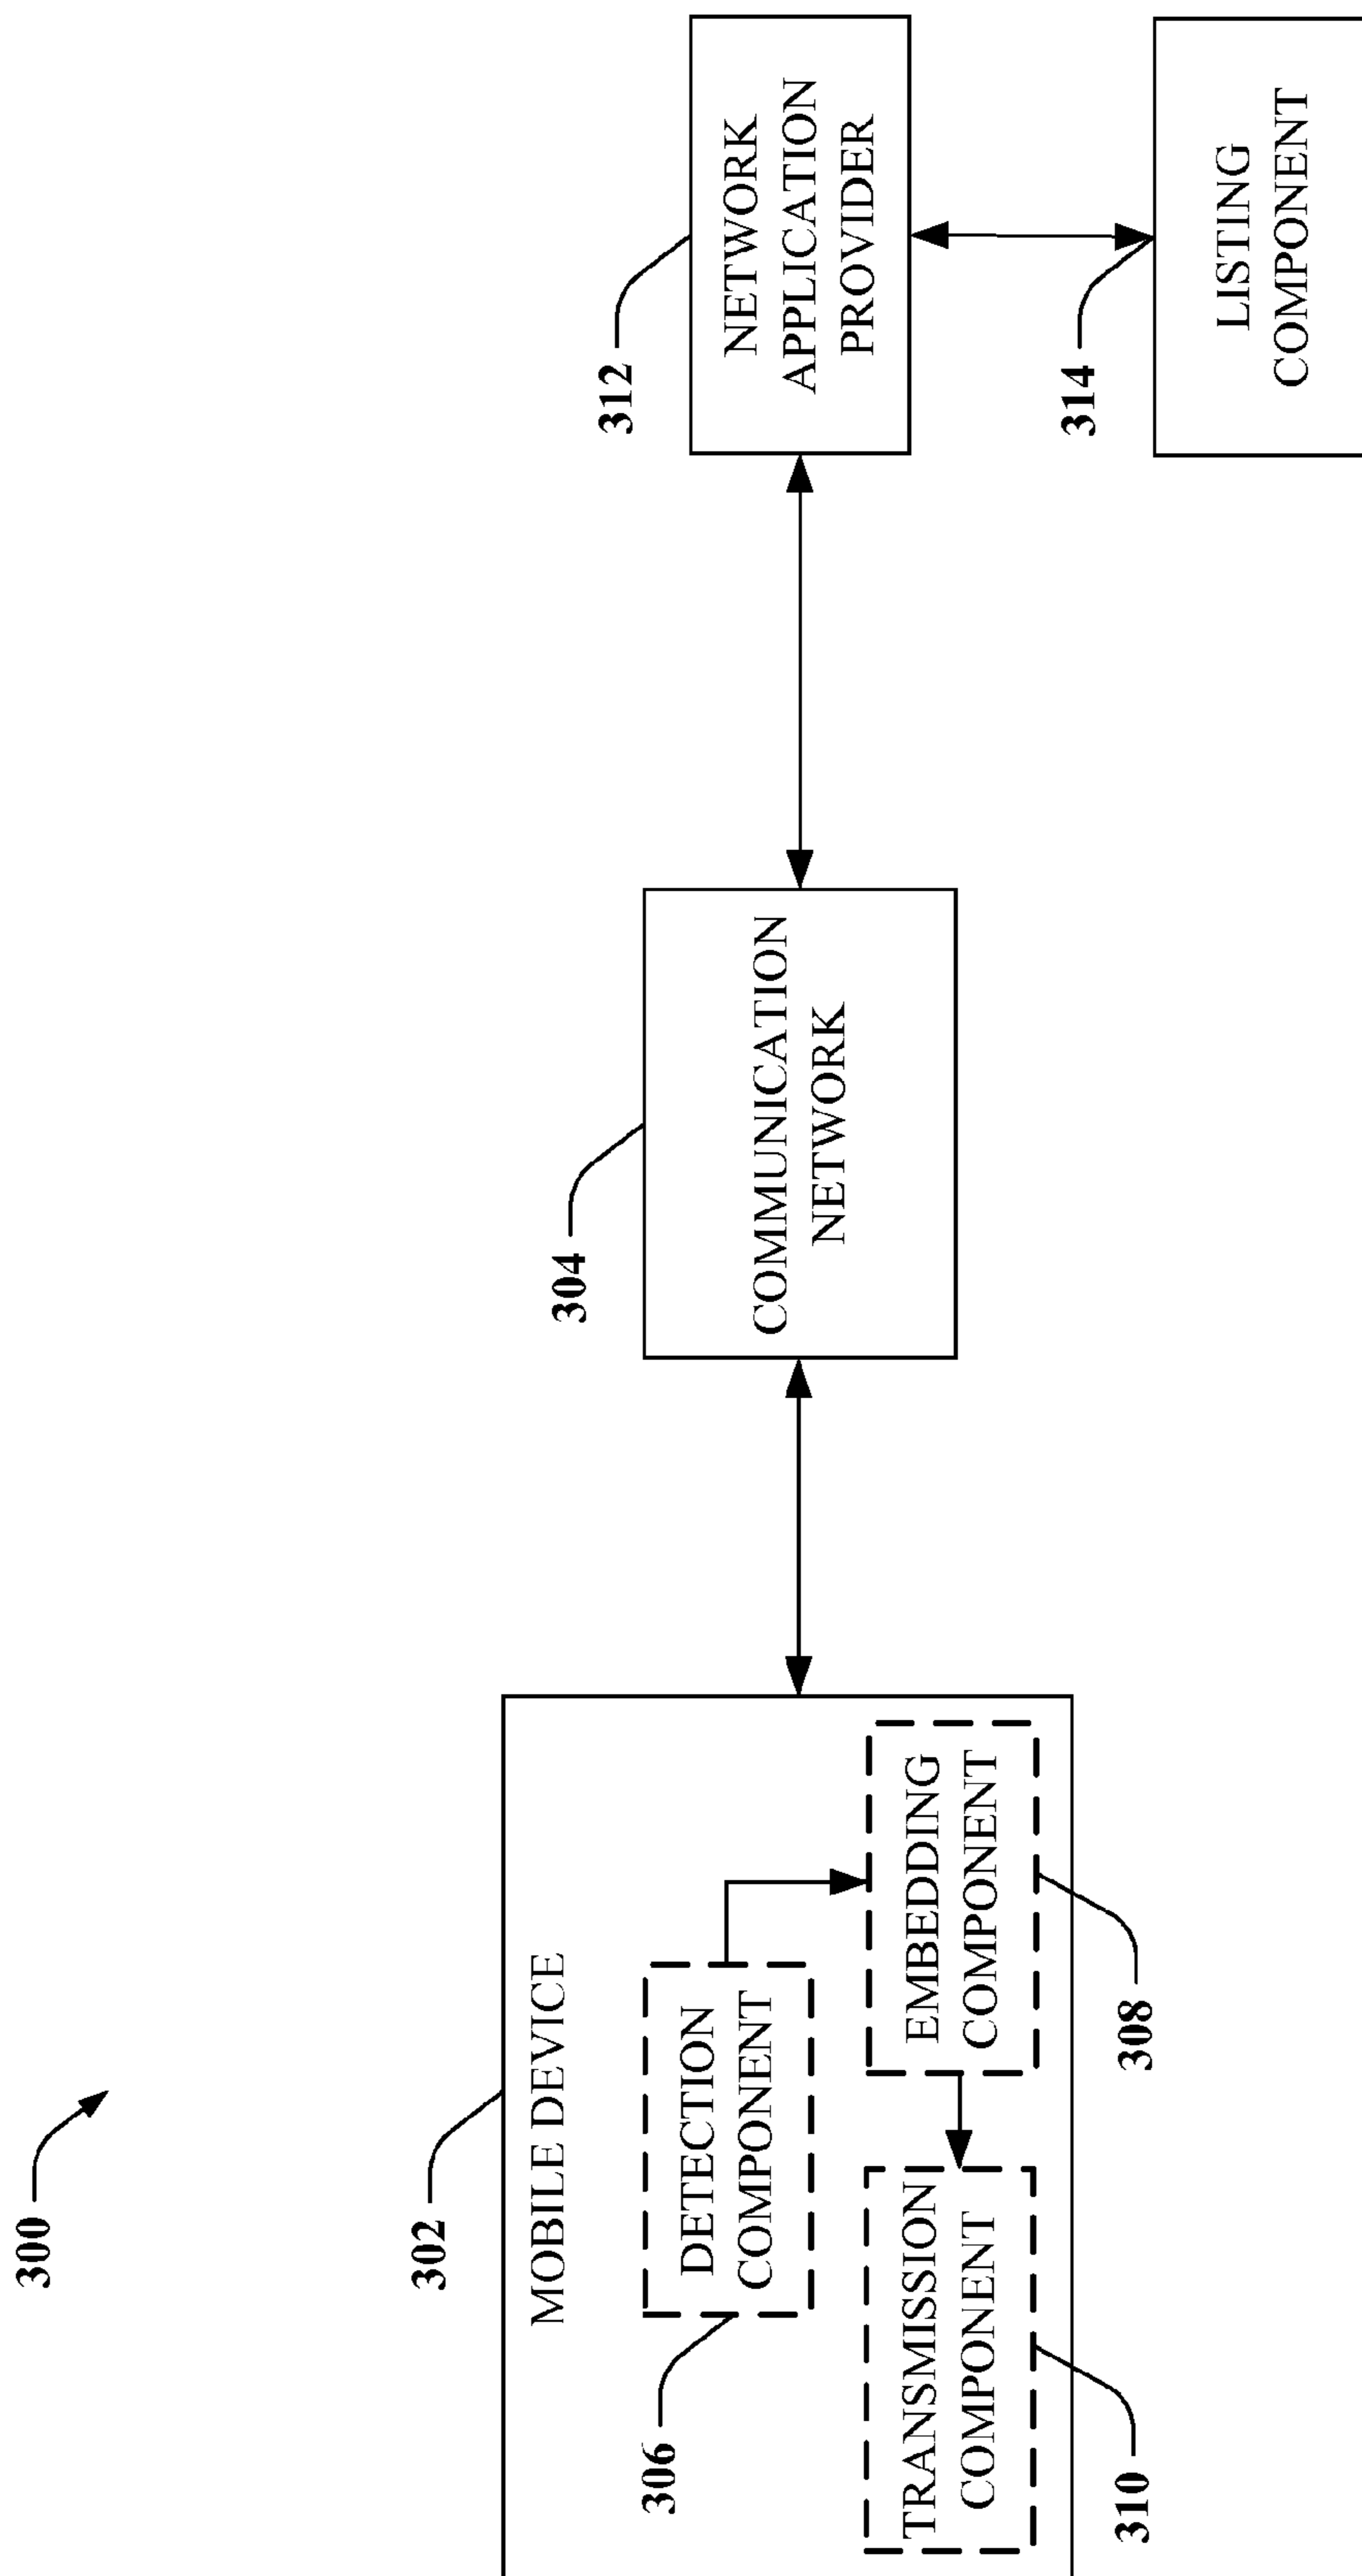 300
302
MOBILE DEVICE
306
DETECTION
COMPONENT
TRANSMISSION
COMPONENT
310
EMBEDDING
COMPONENT
308
304
COMMUNICATION
NETWORK
312
NETWORK
APPLICATION
PROVIDER
314
LISTING
COMPONENT